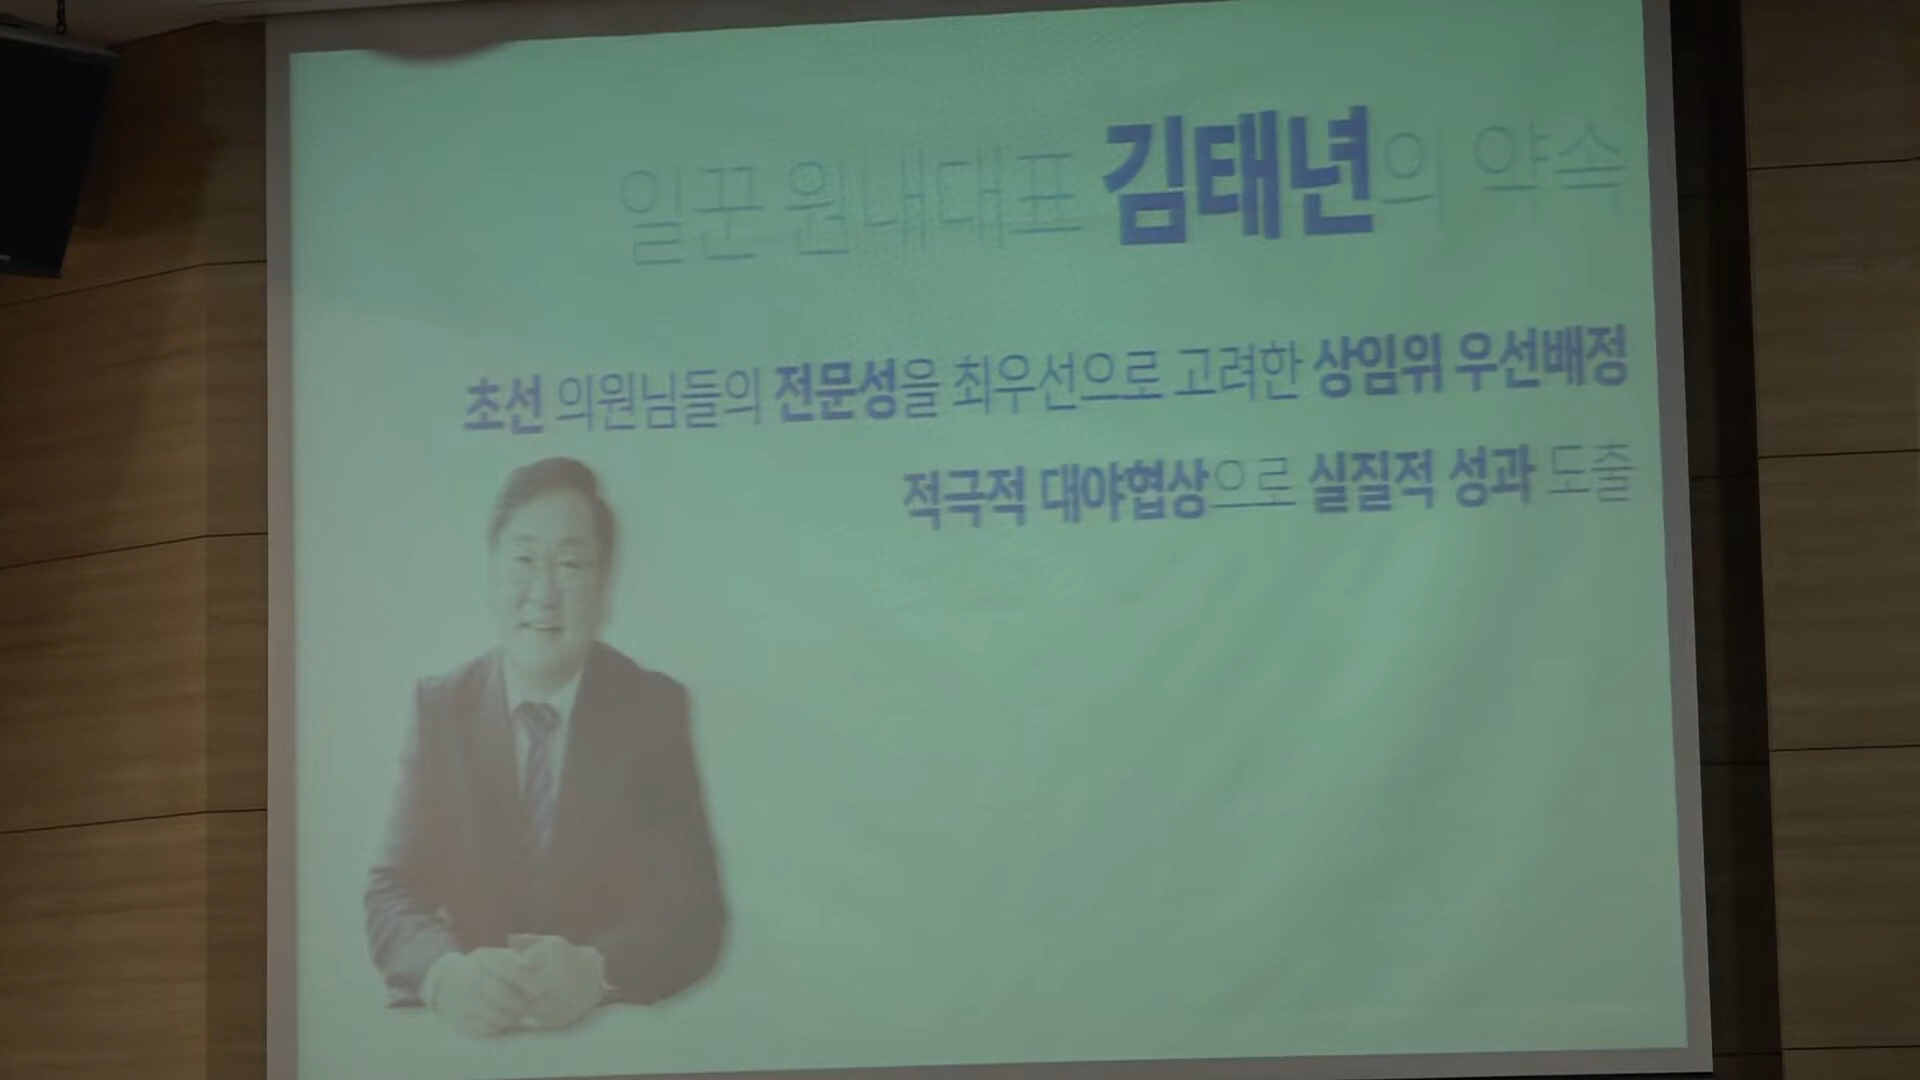 일꾼 원내대표 김태년의 약속
초선 의원님들의 전문성을 최우선으로 고려한 상임위 우선배정
적극적 대야협상으로 실질적 성과 도출